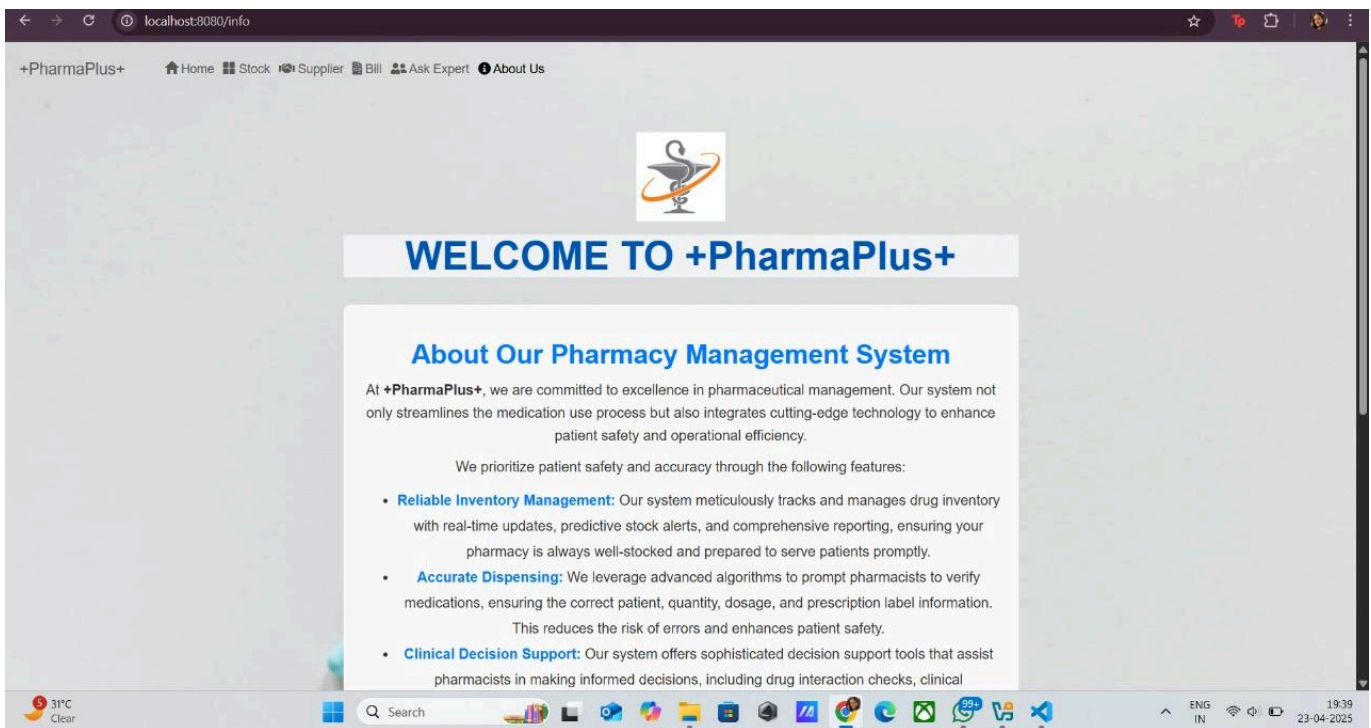 localhost:8080/info
+PharmaPlus+ Home Stock Supplier Bill Ask Expert About Us
WELCOME TO +PharmaPlus+
About Our Pharmacy Management System
At +PharmaPlus+, we are committed to excellence in pharmaceutical management. Our system not
only streamlines the medication use process but also integrates cutting-edge technology to enhance
patient safety and operational efficiency.
We prioritize patient safety and accuracy through the following features:
• Reliable Inventory Management: Our system meticulously tracks and manages drug inventory
with real-time updates, predictive stock alerts, and comprehensive reporting, ensuring your
pharmacy is always well-stocked and prepared to serve patients promptly.
• Accurate Dispensing: We leverage advanced algorithms to prompt pharmacists to verify
medications, ensuring the correct patient, quantity, dosage, and prescription label information.
This reduces the risk of errors and enhances patient safety.
• Clinical Decision Support: Our system offers sophisticated decision support tools that assist
pharmacists in making informed decisions, including drug interaction checks, clinical
5 31°C
Clear
Search
99+
ENG
IN
19:39
23-04-2025